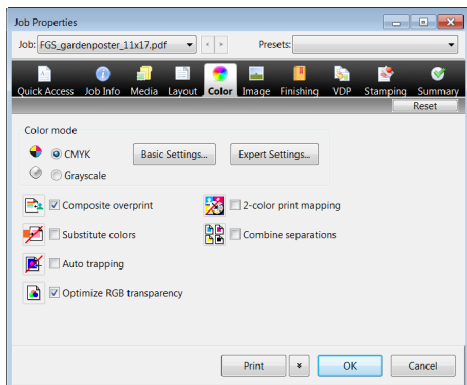 Job Properties
Job: FGS_gardenposter_11x17.pdf Presets:
Quick Access Job Info Media Layout Color Image Finishing VDP Stamping Summary
Reset
Color mode
CMYK Basic Settings... Expert Settings...
Grayscale
Composite overprint 2-color print mapping
Substitute colors Combine separations
Auto trapping
Optimize RGB transparency
Print OK Cancel